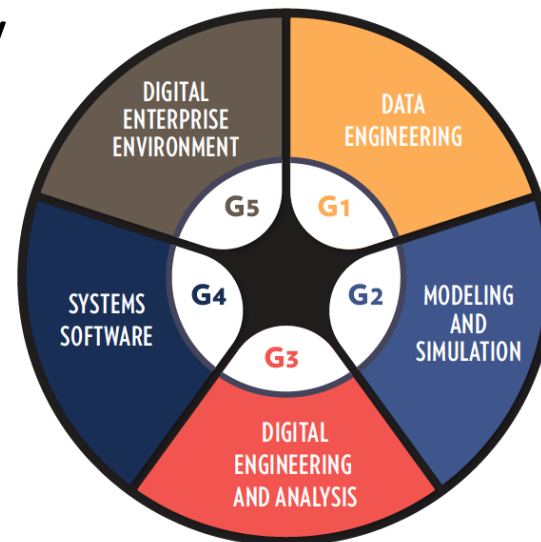 DIGITAL
ENTERPRISE
ENVIRONMENT
DATA
ENGINEERING
G5
G1
SYSTEMS
SOFTWARE
G4
G2
MODELING
AND
SIMULATION
G3
DIGITAL
ENGINEERING
AND ANALYSIS